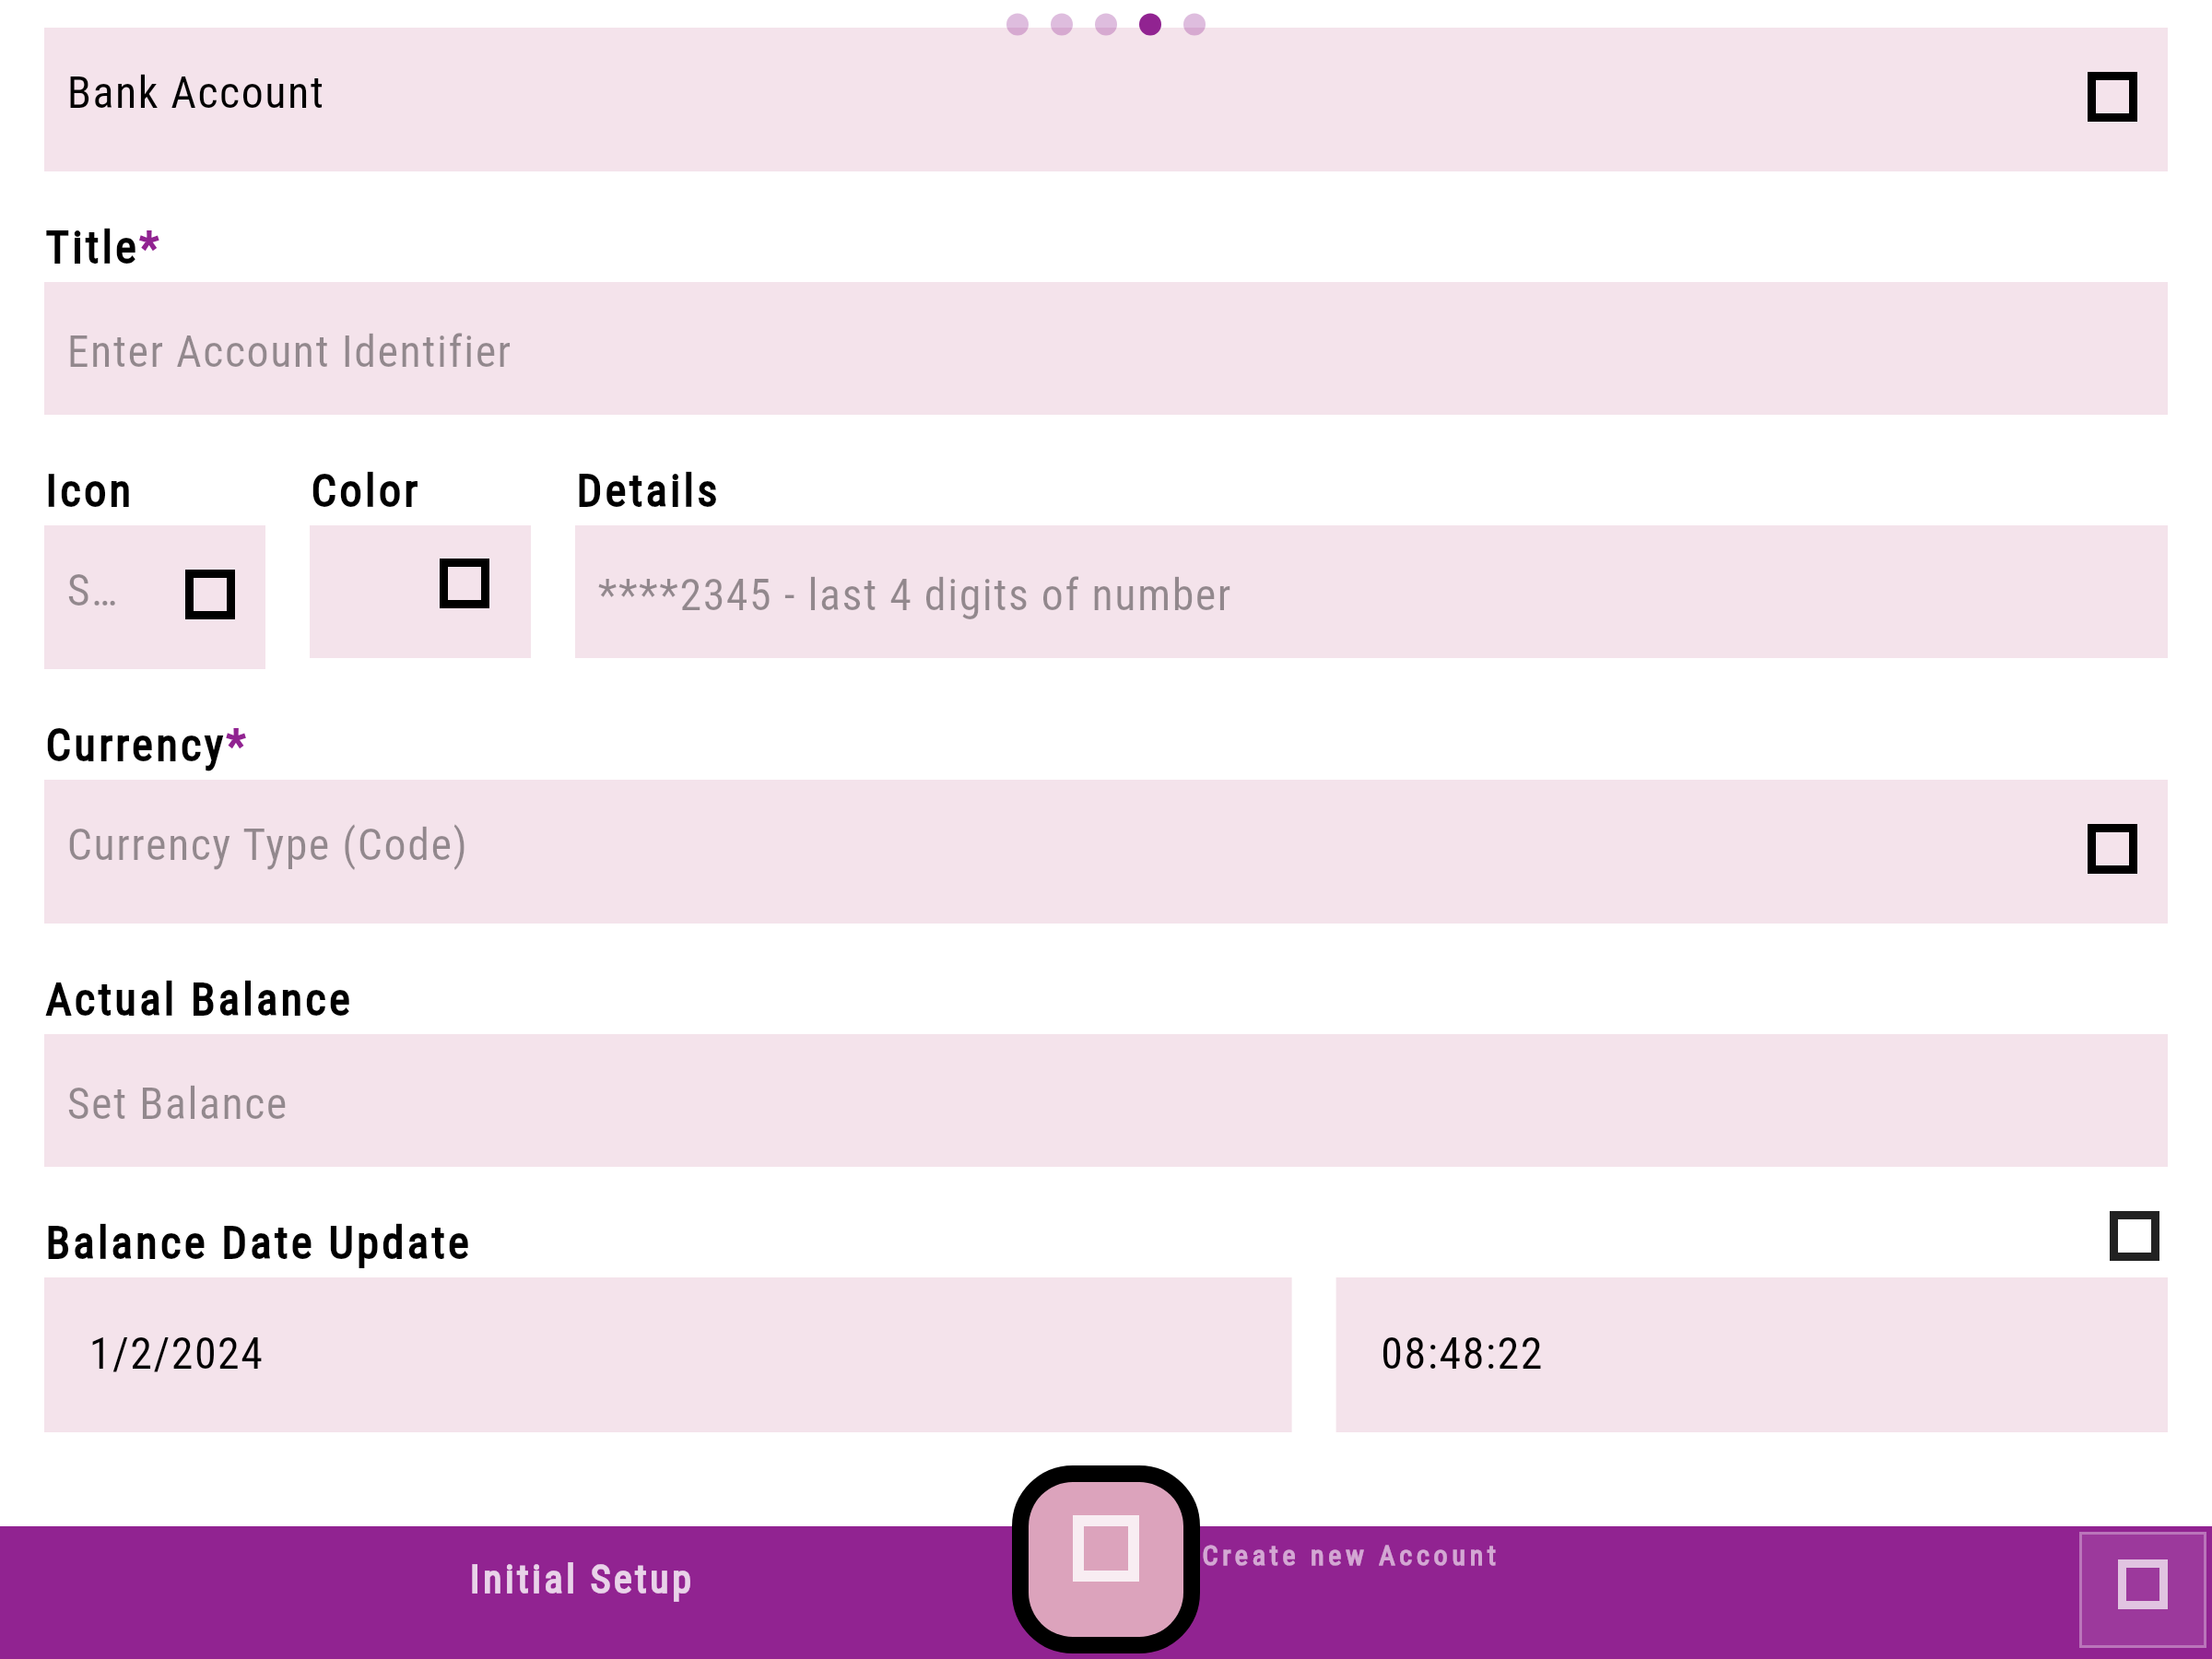 Bank Account
Title*
Enter Account Identifier
Icon Color Details
S… ****2345 - last 4 digits of number
Currency*
Currency Type (Code)
Actual Balance
Set Balance
Balance Date Update
1/2/2024 08:48:22
Initial Setup Create new Account